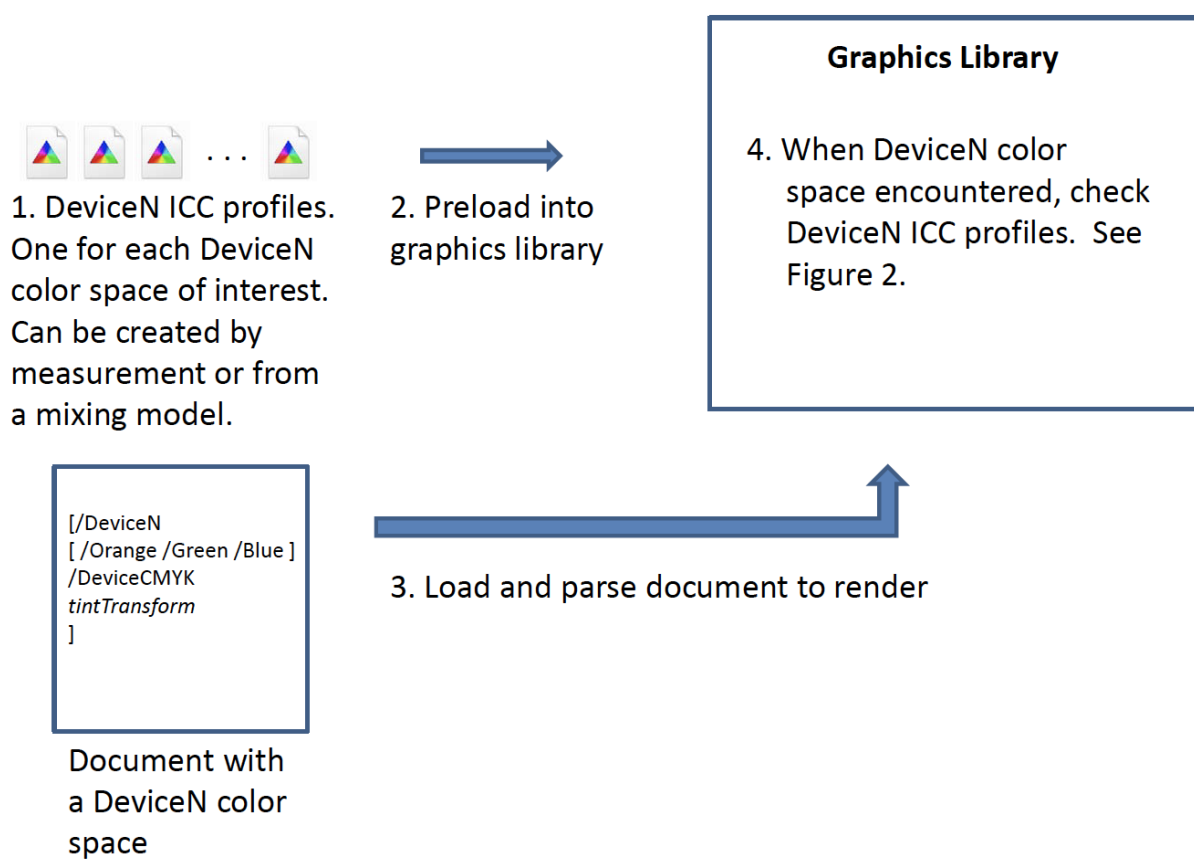 Graphics Library
. . .
1. DeviceN ICC profiles.
One for each DeviceN
color space of interest.
Can be created by
measurement or from
a mixing model.
2. Preload into
graphics library
4. When DeviceN color
space encountered, check
DeviceN ICC profiles.  See
Figure 2.
[/DeviceN
[ /Orange /Green /Blue ]
/DeviceCMYK
tintTransform
]
3. Load and parse document to render
Document with
a DeviceN color
space